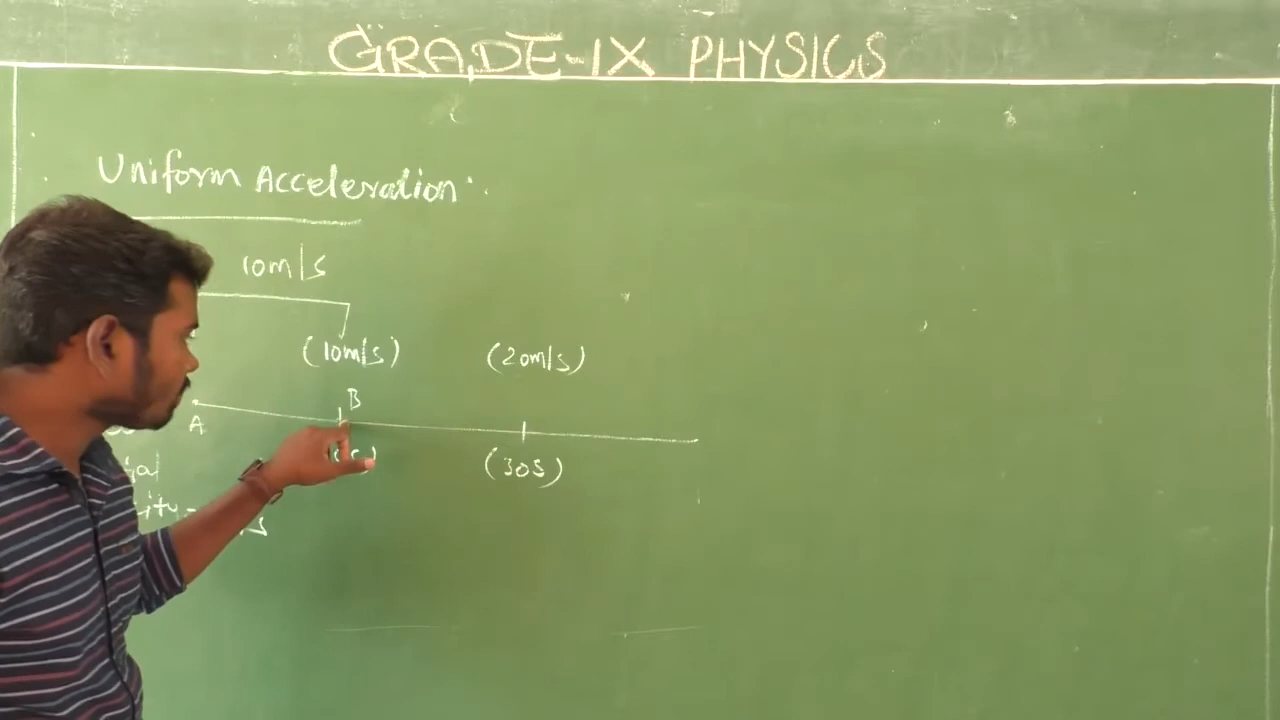 GRADE-IX PHYSICS
Uniform Acceleration
10m/s
(10m/s) (20m/s)
B
A
(30s)